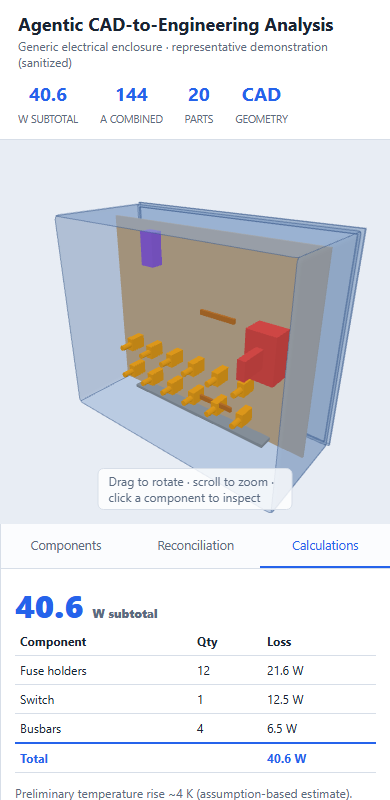 Agentic CAD-to-Engineering Analysis
Generic electrical enclosure · representative demonstration
(sanitized)
40.6 144 20 CAD
W SUBTOTAL A COMBINED PARTS GEOMETRY
Drag to rotate · scroll to zoom ·
click a component to inspect
Components Reconciliation Calculations
40.6 W subtotal
Component Qty Loss
Fuse holders 12 21.6 W
Switch 1 12.5 W
Busbars 4 6.5 W
Total 40.6 W
Preliminary temperature rise ~4 K (assumption-based estimate).